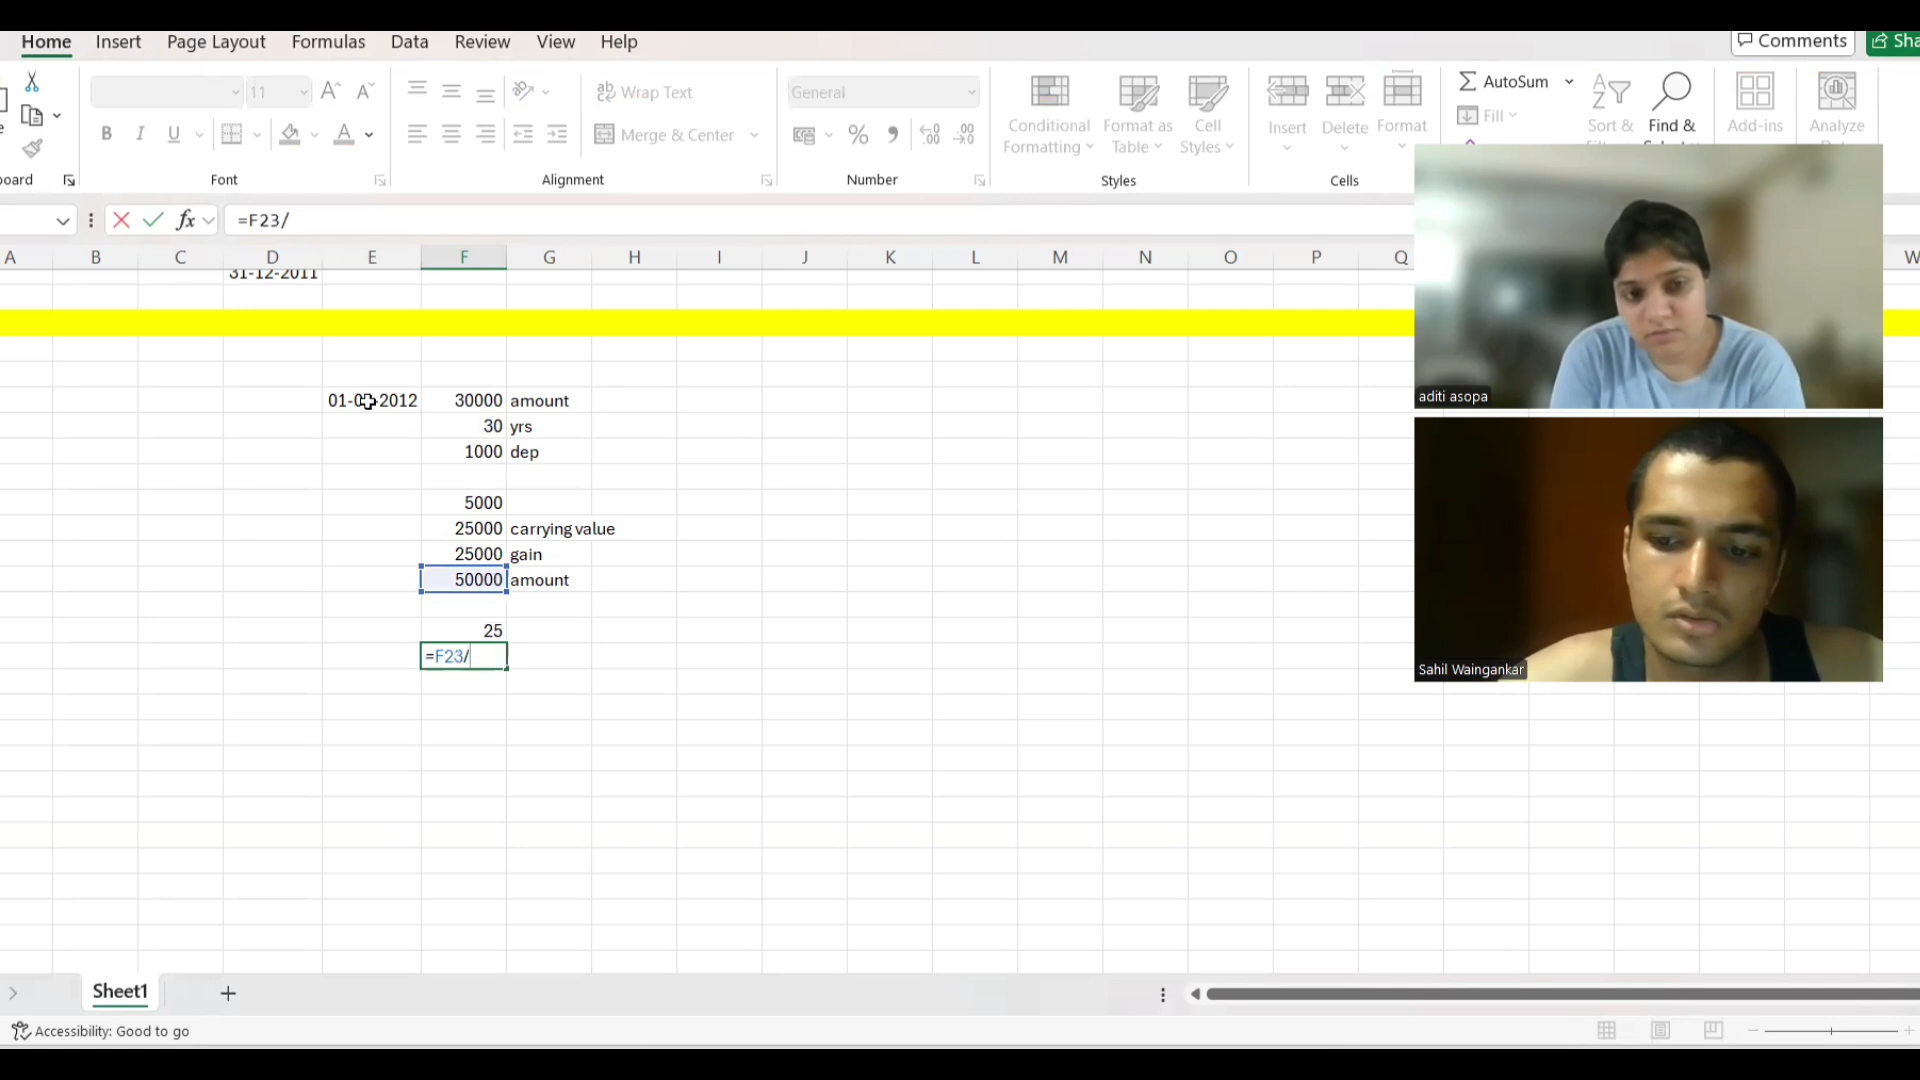 Home Insert Page Layout Formulas Data Review View Help Comments
11 General AutoSum
Wrap Text Fill
B I U Merge & Center %
Conditional Formatting Format as Table Cell Styles Insert Delete Format Sort & Find & Add-ins Analyze
Font Alignment Number Styles Cells
fx =F23/
A B C D E F G H I J K L M N O P Q W
31-12-2011
30000 amount
30 yrs
1000 dep
5000
25000 carrying value
25000 gain
50000 amount
25
=F23/
aditi asopa
Sahil Waingankar
Sheet1
Accessibility: Good to go